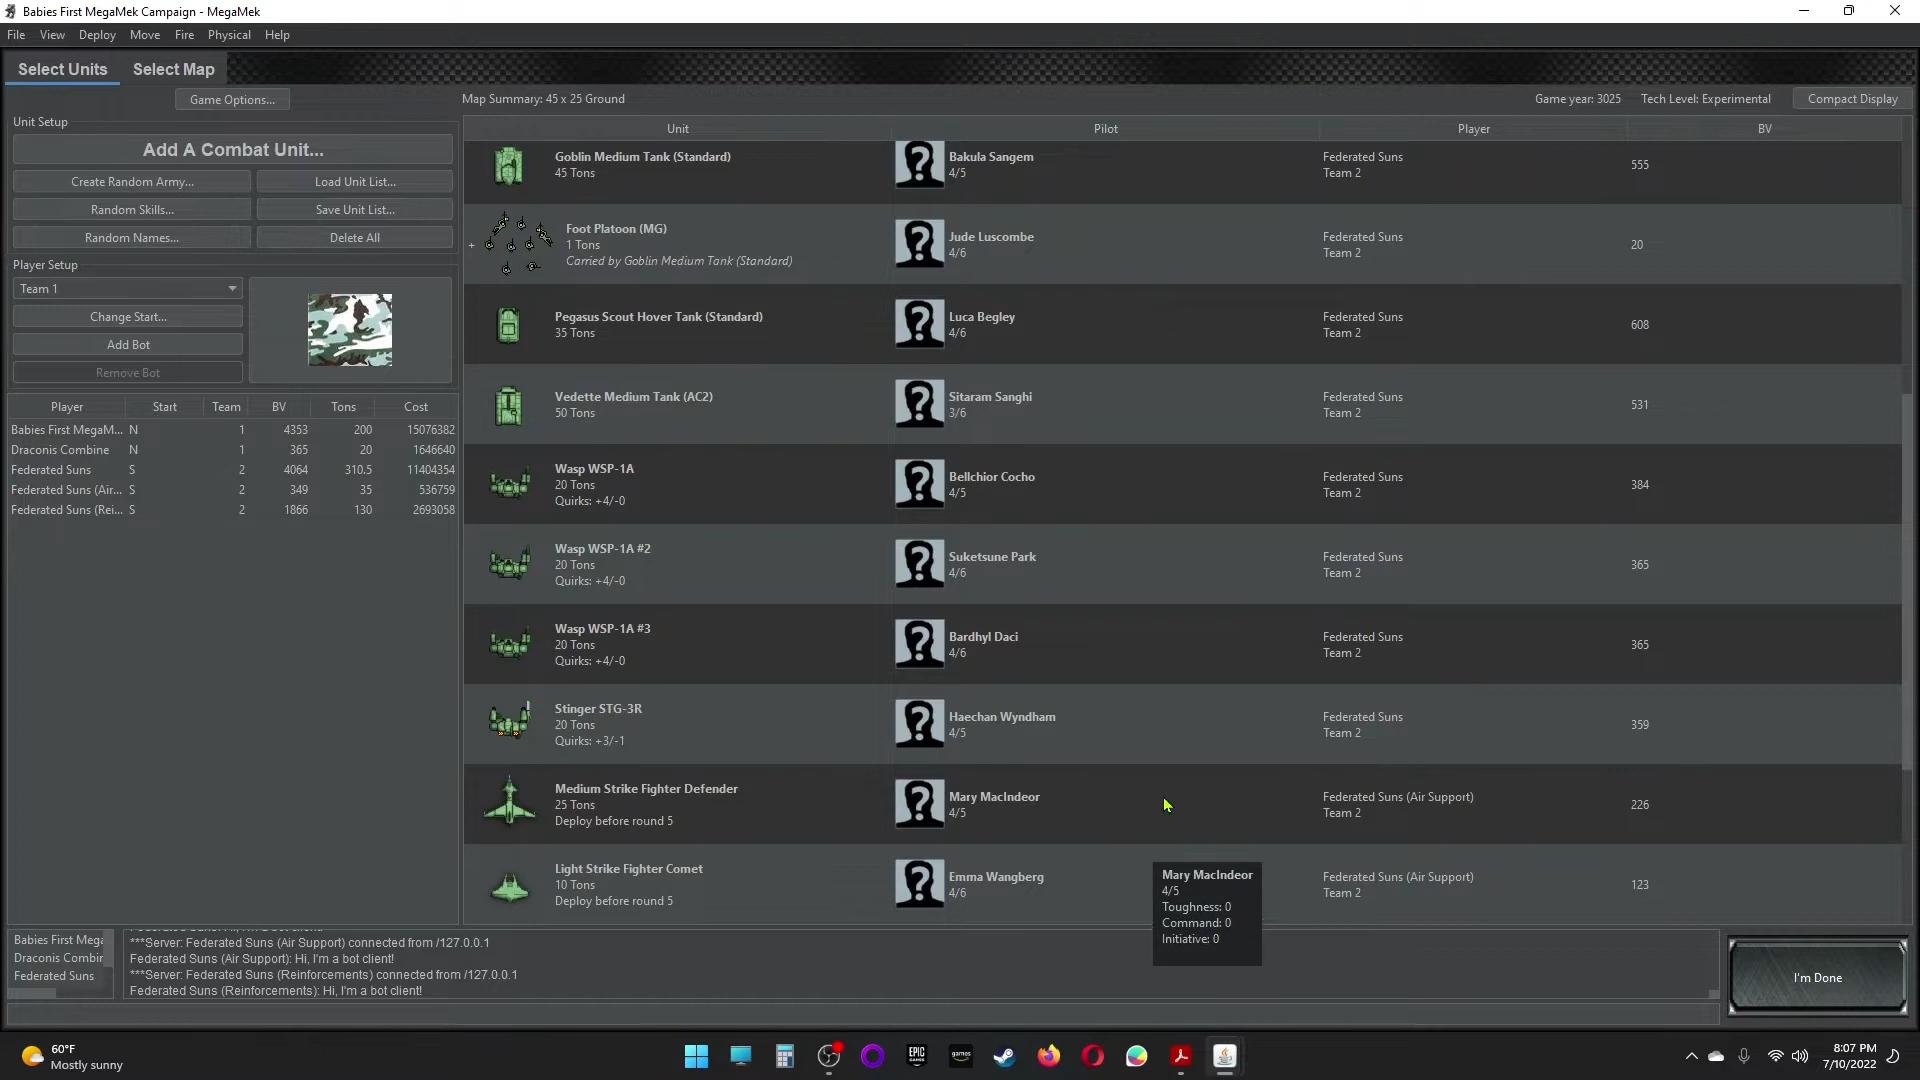 Babies First MegaMek Campaign - MegaMek
File View Deploy Move Fire Physical Help
Select Units Select Map
Game Options...
Map Summary: 45 x 25 Ground
Game year: 3025 Tech Level: Experimental Compact Display
Unit Setup
Add A Combat Unit...
Create Random Army... Load Unit List...
Random Skills... Save Unit List...
Random Names... Delete All
Player Setup
Team 1
Change Start...
Add Bot
Remove Bot
Player Start Team BV Tons Cost
Babies First MegaM... N 1 4353 200 15076382
Draconis Combine N 1 365 20 1646640
Federated Suns S 2 4064 310.5 11404354
Federated Suns (Air... S 2 349 35 536759
Federated Suns (Rei... S 2 1866 130 2693058
Unit Pilot Player BV
Goblin Medium Tank (Standard) Bakula Sangem Federated Suns 555
45 Tons 4/5 Team 2
Foot Platoon (MG) Jude Luscombe Federated Suns 20
+ 1 Tons 4/6 Team 2
Carried by Goblin Medium Tank (Standard)
Pegasus Scout Hover Tank (Standard) Luca Begley Federated Suns 608
35 Tons 4/6 Team 2
Vedette Medium Tank (AC2) Sitaram Sanghi Federated Suns 531
50 Tons 3/6 Team 2
Wasp WSP-1A Bellchior Cocho Federated Suns 384
20 Tons 4/5 Team 2
Quirks: +4/-0
Wasp WSP-1A #2 Suketsune Park Federated Suns 365
20 Tons 4/6 Team 2
Quirks: +4/-0
Wasp WSP-1A #3 Bardhyl Daci Federated Suns 365
20 Tons 4/6 Team 2
Quirks: +4/-0
Stinger STG-3R Haechan Wyndham Federated Suns 359
20 Tons 4/5 Team 2
Quirks: +3/-1
Medium Strike Fighter Defender Mary MacIndeor Federated Suns (Air Support) 226
25 Tons 4/5 Team 2
Deploy before round 5
Light Strike Fighter Comet Emma Wangberg Federated Suns (Air Support) 123
10 Tons 4/6 Team 2
Deploy before round 5
Mary MacIndeor
4/5
Toughness: 0
Command: 0
Initiative: 0
Babies First Mega
Draconis Combin
Federated Suns
***Server: Federated Suns (Air Support) connected from /127.0.0.1
Federated Suns (Air Support): Hi, I'm a bot client!
***Server: Federated Suns (Reinforcements) connected from /127.0.0.1
Federated Suns (Reinforcements): Hi, I'm a bot client!
I'm Done
60°F
Mostly sunny
EPIC GAMES
games
8:07 PM
7/10/2022